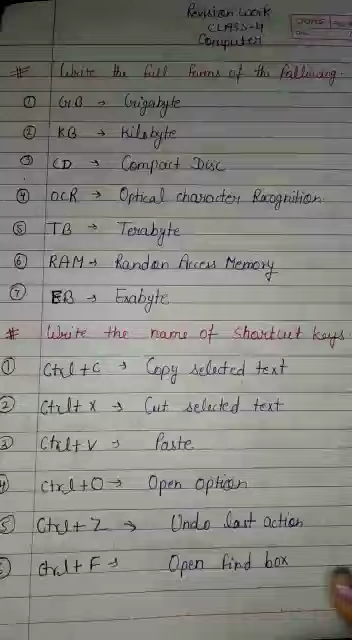 Revision work
CLASS-4
Computer
# Write the full forms of the following:
① GB → Gigabyte
② KB → Kilobyte
③ CD → Compact Disc
④ OCR → Optical character Recognition
⑤ TB → Terabyte
⑥ RAM → Random Access Memory
⑦ EB → Exabyte
# Write the name of shortcut keys
① Ctrl+C → Copy selected text
② Ctrl+X → Cut selected text
③ Ctrl+V → Paste
④ Ctrl+O → Open option
⑤ Ctrl+Z → Undo last action
⑥ Ctrl+F → Open find box